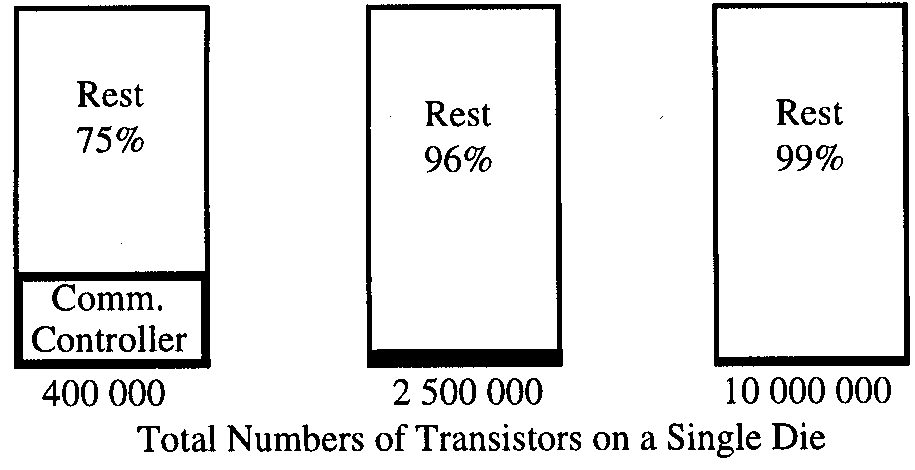 Rest
75%
Comm.
Controller
400 000
Rest
96%
2 500 000
Rest
99%
10 000 000
Total Numbers of Transistors on a Single Die